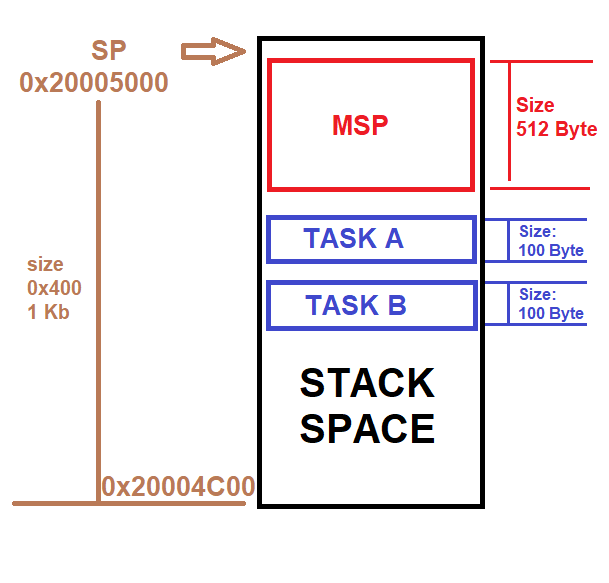 SP
0x20005000
MSP
Size
512 Byte
TASK A
Size:
100 Byte
size
0x400
1 Kb
TASK B
Size:
100 Byte
STACK
SPACE
0x20004C00